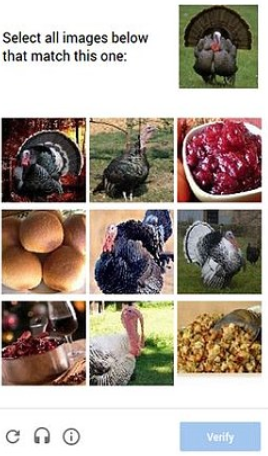 Select all images below
that match this one:
Verify